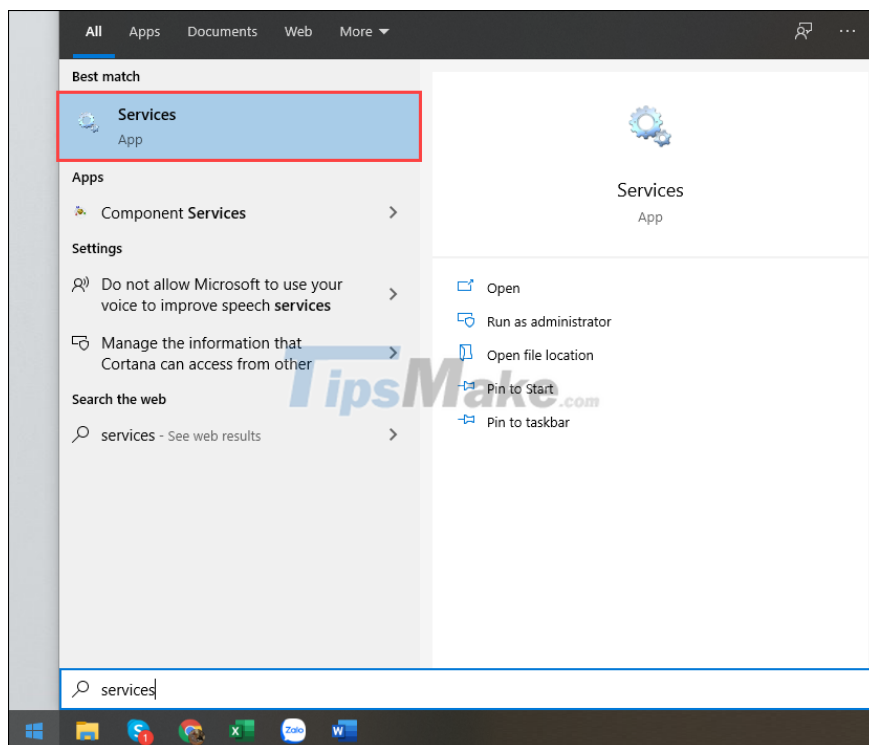 All Apps Documents Web More
Best match
Services
App
Apps
Component Services
Settings
Do not allow Microsoft to use your
voice to improve speech services
Manage the information that
Cortana can access from other
Search the web
services - See web results
Services
App
Open
Run as administrator
Open file location
Pin to Start
Pin to taskbar
TipsMake.com
services
S 1 X Zalo W